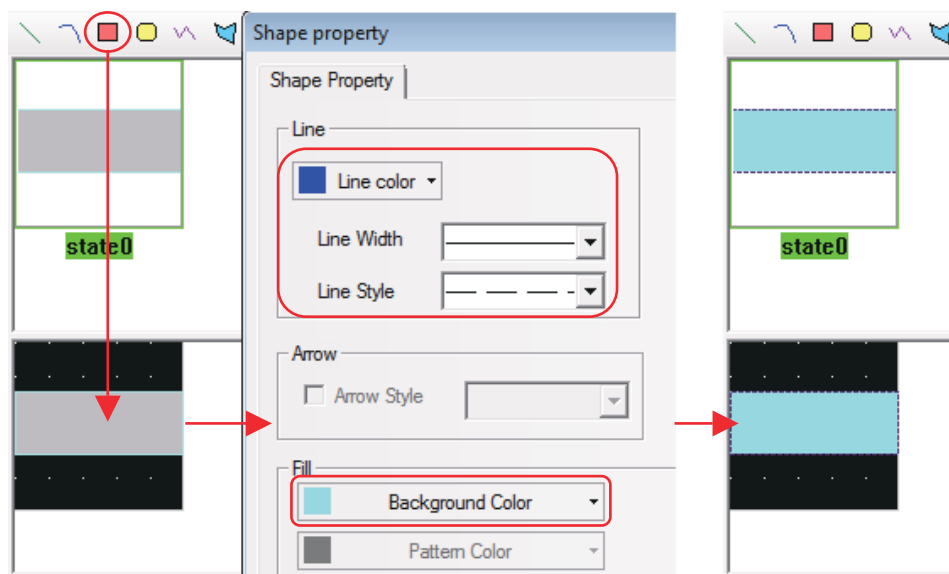 Shape property
Shape Property
Line
Line color
Line Width
Line Style
Arrow
Arrow Style
Fill
Background Color
Pattern Color
state0
state0